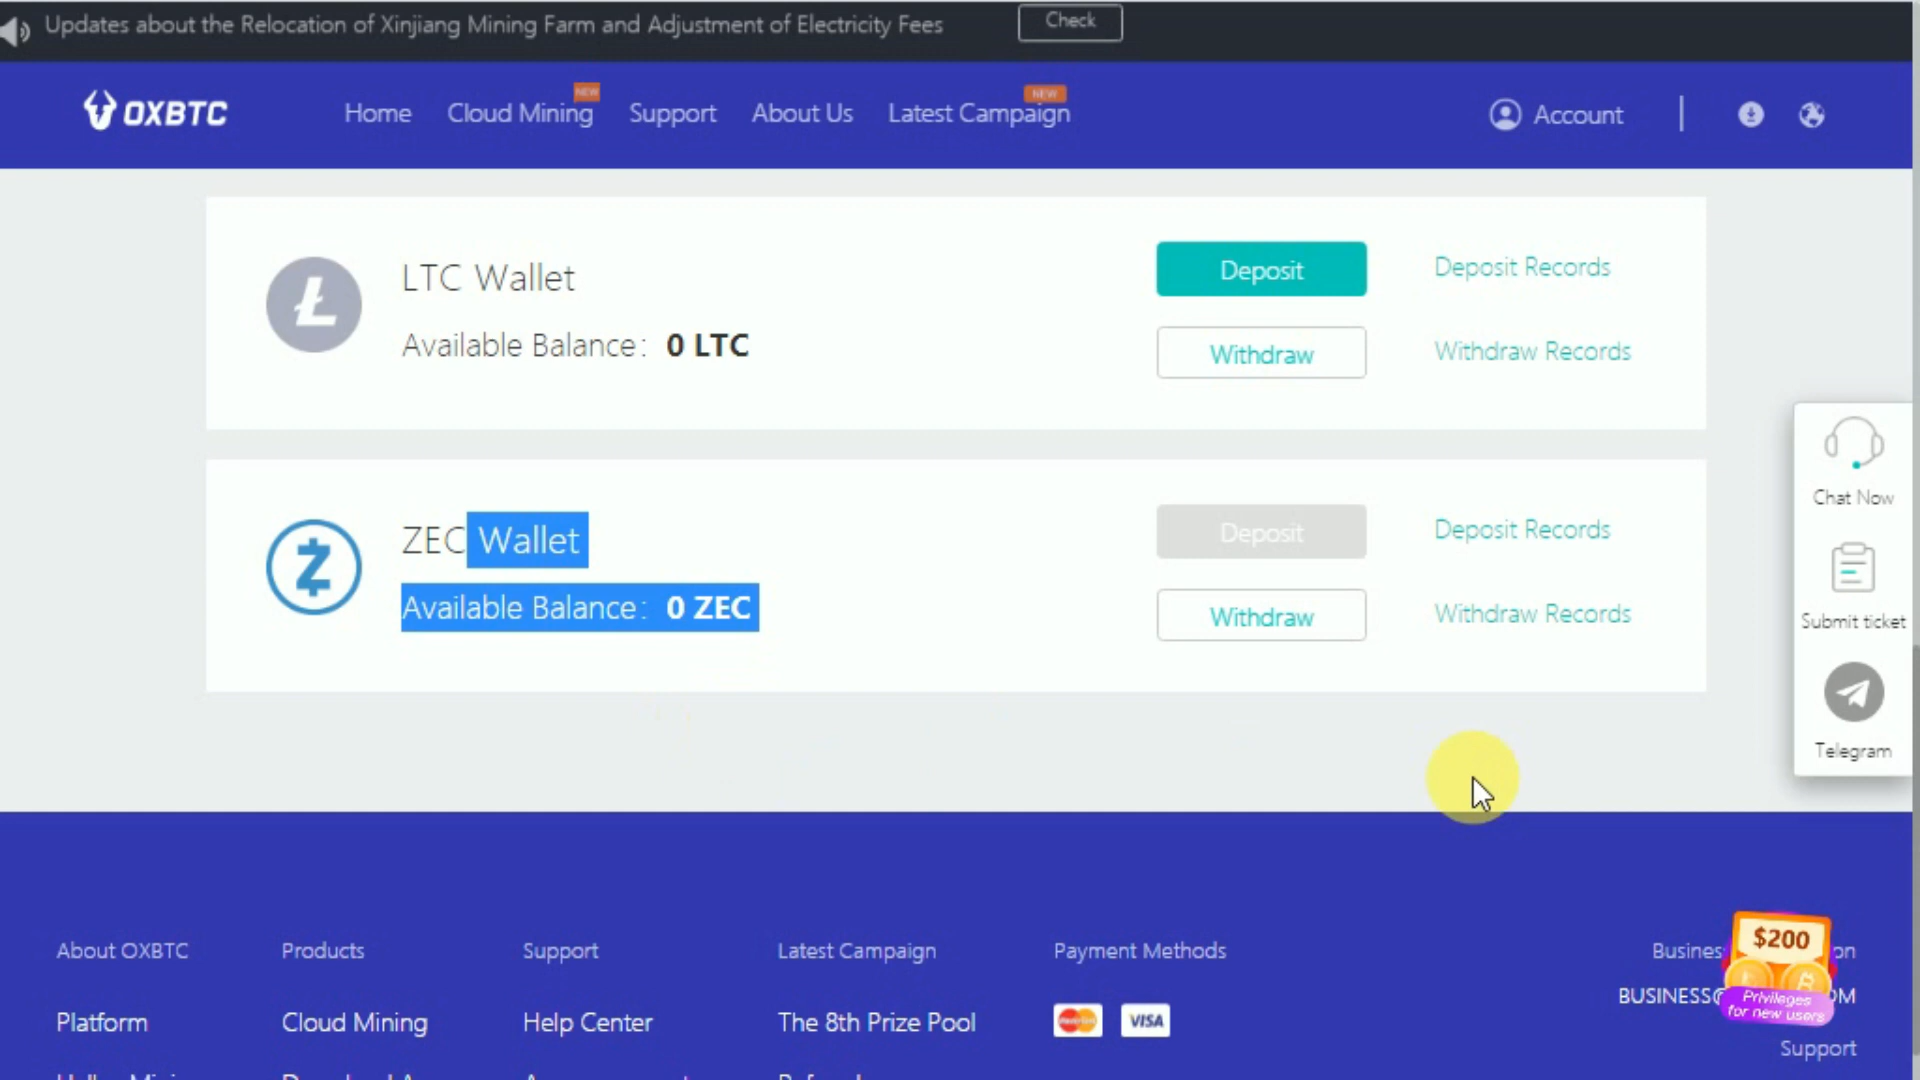 Updates about the Relocation of Xinjiang Mining Farm and Adjustment of Electricity Fees
Check
OXBTC
Home
Cloud Mining
NEW
Support
About Us
Latest Campaign
NEW
Account
LTC Wallet
Available Balance: 0 LTC
Deposit
Deposit Records
Withdraw
Withdraw Records
ZEC Wallet
Available Balance: 0 ZEC
Deposit
Deposit Records
Withdraw
Withdraw Records
Chat Now
Submit ticket
Telegram
About OXBTC
Products
Support
Latest Campaign
Payment Methods
Platform
Cloud Mining
Help Center
The 8th Prize Pool
MasterCard
VISA
BUSINESS@
$200
Privileges
for new users
Support